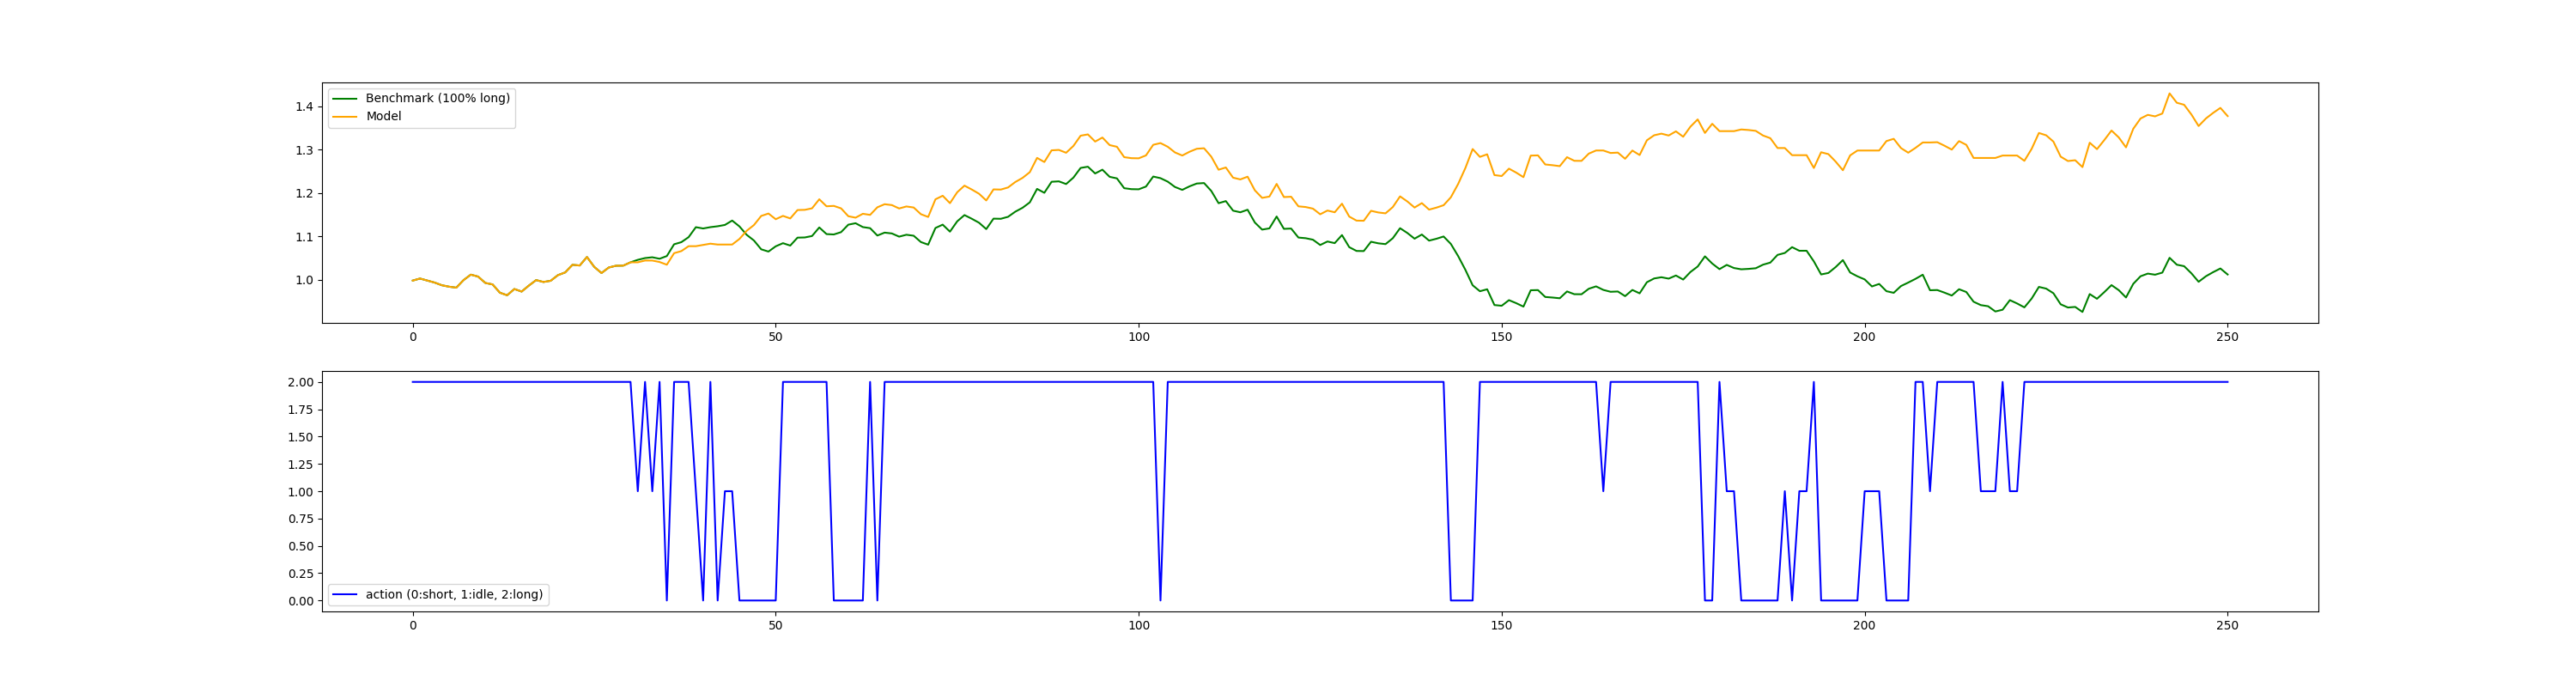 Benchmark (100% long)
Model
1.4
1.3
1.2
1.1
1.0
0 50 100 150 200 250
2.00
1.75
1.50
1.25
1.00
0.75
0.50
0.25
0.00
action (0:short, 1:idle, 2:long)
0 50 100 150 200 250